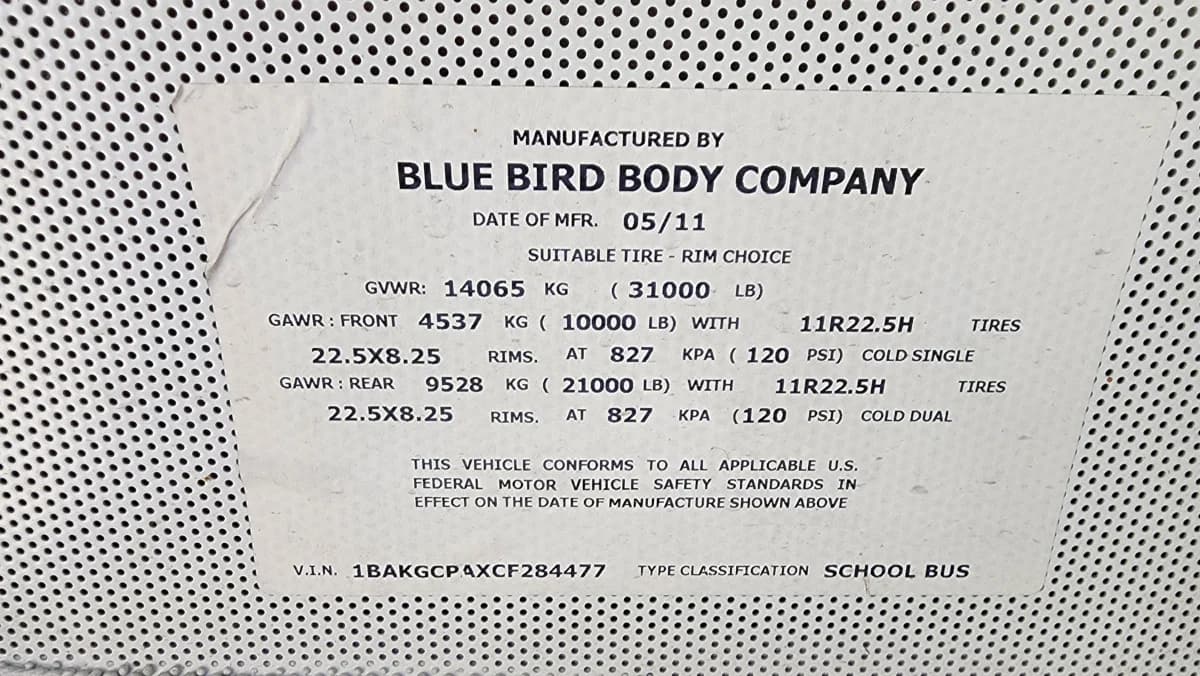 MANUFACTURED BY
BLUE BIRD BODY COMPANY
DATE OF MFR. 05/11
SUITABLE TIRE - RIM CHOICE
GVWR: 14065 KG ( 31000 LB)
GAWR : FRONT 4537 KG ( 10000 LB) WITH 11R22.5H TIRES
22.5X8.25 RIMS. AT 827 KPA ( 120 PSI) COLD SINGLE
GAWR : REAR 9528 KG ( 21000 LB) WITH 11R22.5H TIRES
22.5X8.25 RIMS. AT 827 KPA (120 PSI) COLD DUAL
THIS VEHICLE CONFORMS TO ALL APPLICABLE U.S.
FEDERAL MOTOR VEHICLE SAFETY STANDARDS IN
EFFECT ON THE DATE OF MANUFACTURE SHOWN ABOVE
V.I.N. 1BAKGCPAXCF284477 TYPE CLASSIFICATION SCHOOL BUS